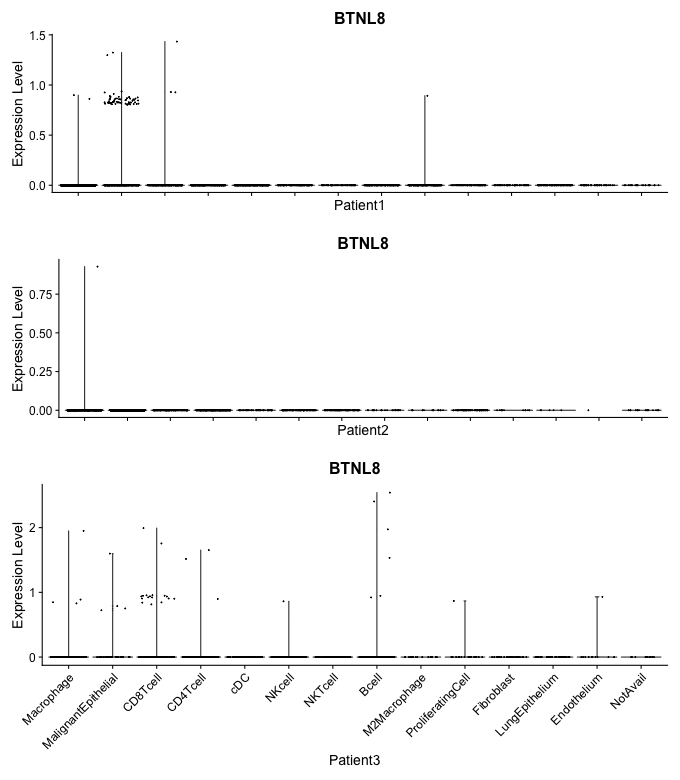 BTNL8
Expression Level
1.5
1.0
0.5
0.0
Patient1
BTNL8
Expression Level
0.75
0.50
0.25
0.00
Patient2
BTNL8
Expression Level
2
1
0
Macrophage
MalignantEpithelial
CD8Tcell
CD4Tcell
cDC
NKcell
NKTcell
Bcell
M2Macrophage
ProliferatingCell
Fibroblast
LungEpithelium
Endothelium
NotAvail
Patient3